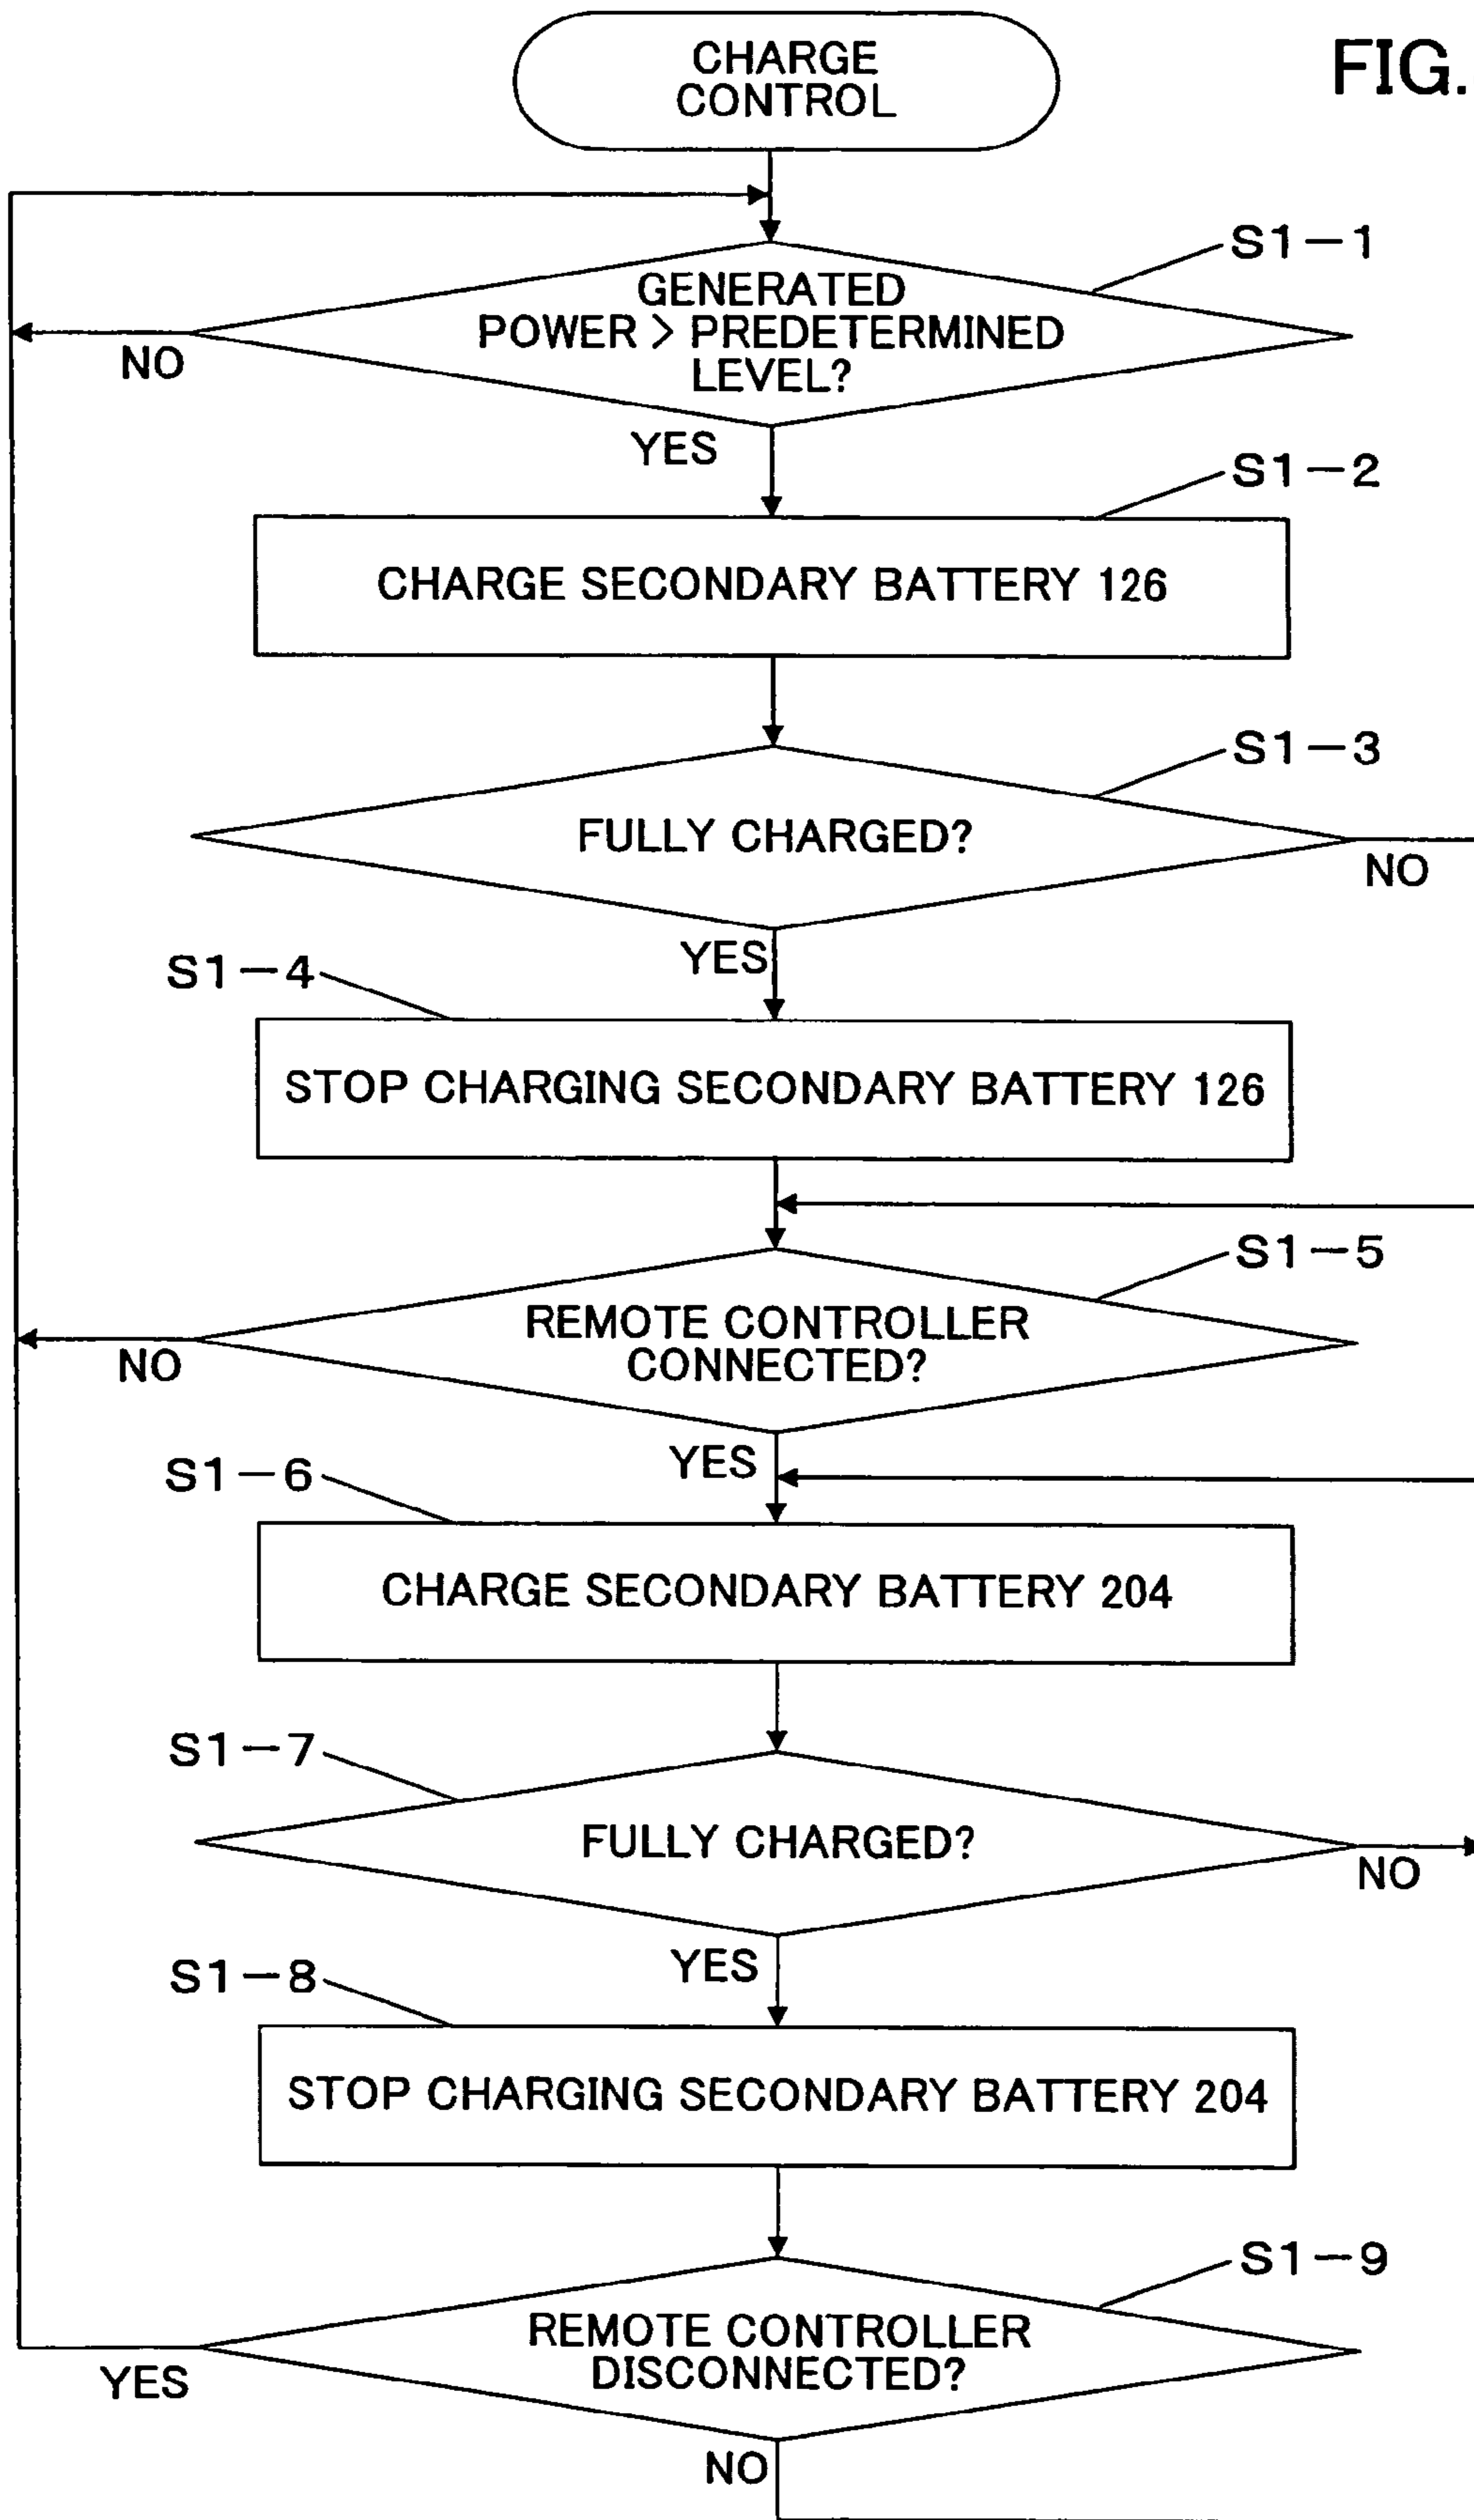 CHARGE
CONTROL
FIG.
S1-1
GENERATED
POWER > PREDETERMINED
LEVEL?
NO
YES
S1-2
CHARGE SECONDARY BATTERY 126
S1-3
FULLY CHARGED?
NO
YES
S1-4
STOP CHARGING SECONDARY BATTERY 126
S1-5
REMOTE CONTROLLER
CONNECTED?
NO
YES
S1-6
CHARGE SECONDARY BATTERY 204
S1-7
FULLY CHARGED?
NO
YES
S1-8
STOP CHARGING SECONDARY BATTERY 204
S1-9
REMOTE CONTROLLER
DISCONNECTED?
YES
NO